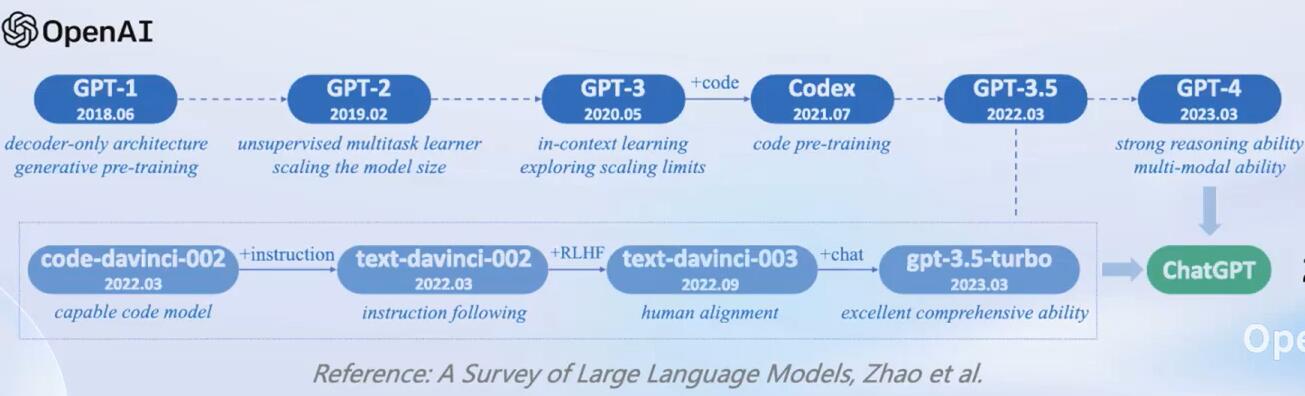 OpenAI
GPT-1
2018.06
GPT-2
2019.02
GPT-3
2020.05
+code
Codex
2021.07
GPT-3.5
2022.03
GPT-4
2023.03
decoder-only architecture
generative pre-training
unsupervised multitask learner
scaling the model size
in-context learning
exploring scaling limits
code pre-training
strong reasoning ability
multi-modal ability
code-davinci-002
2022.03
+instruction
text-davinci-002
2022.03
+RLHF
text-davinci-003
2022.09
+chat
gpt-3.5-turbo
2023.03
ChatGPT
capable code model
instruction following
human alignment
excellent comprehensive ability
Ope
Reference: A Survey of Large Language Models, Zhao et al.